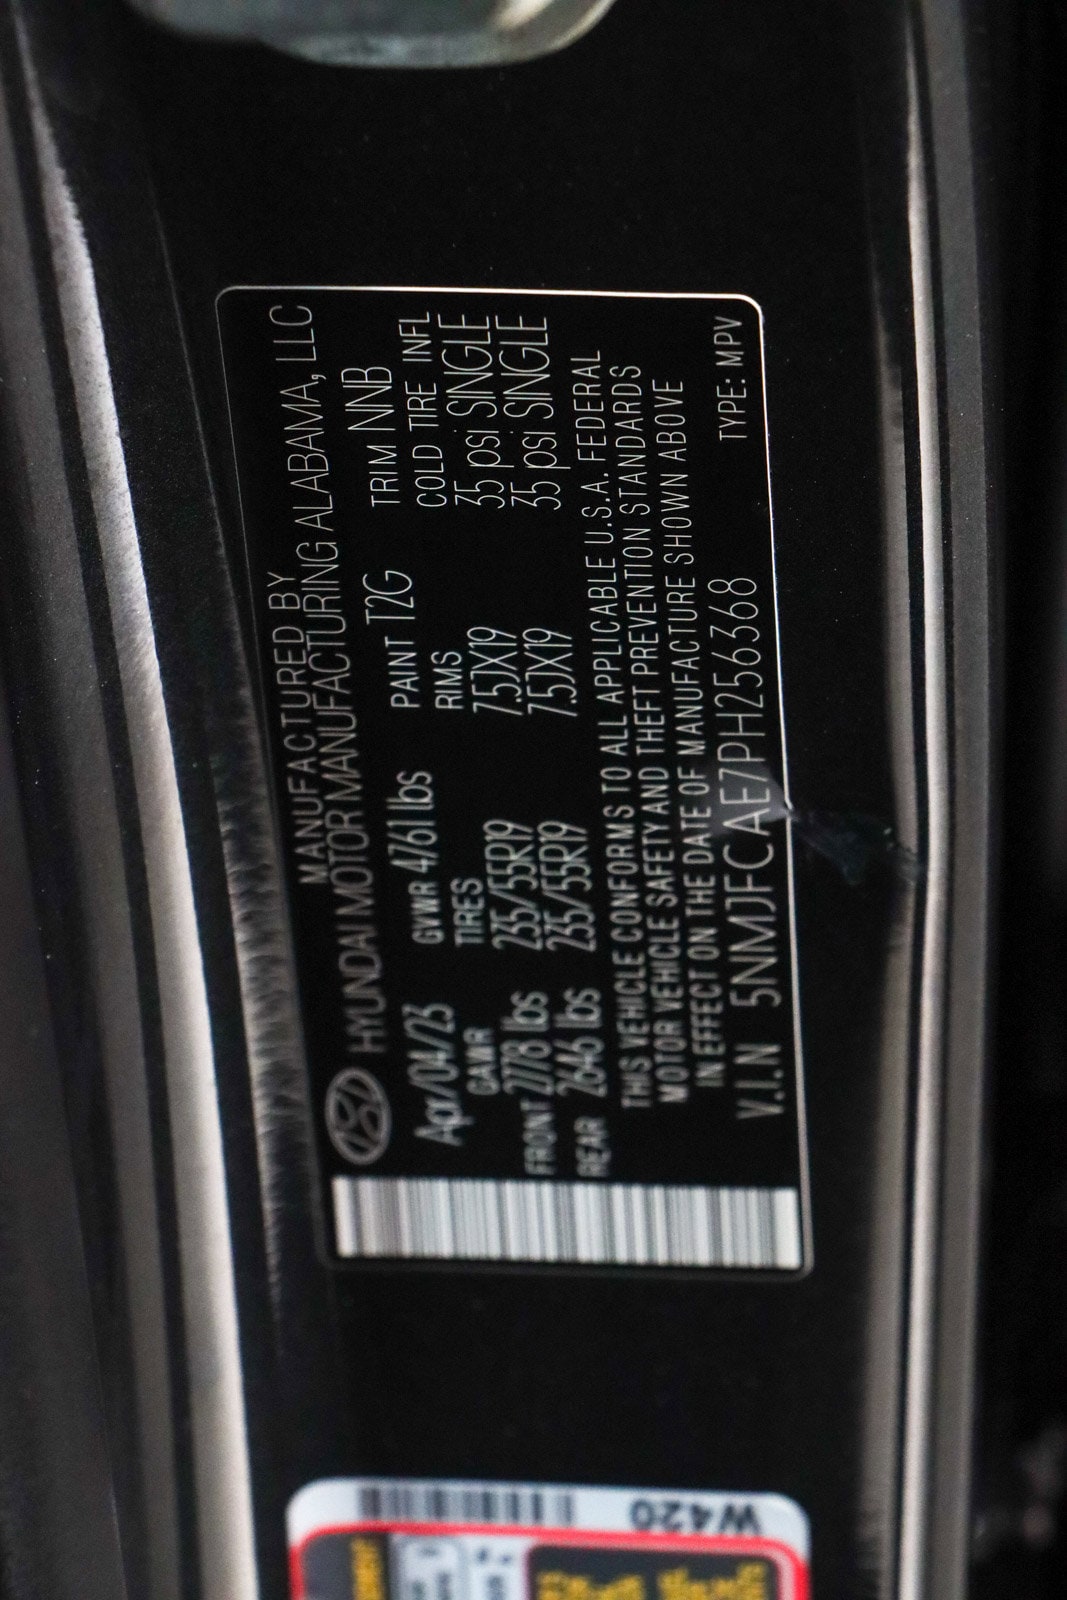 MANUFACTURED BY
HYUNDAI MOTOR MANUFACTURING ALABAMA, LLC
Apr/04/23 GVWR 4761 lbs PAINT T2G TRIM NNB
GAWR TIRES RIMS COLD TIRE INFL
FRONT 2778 lbs 235/55R19 7.5JX19 35 psi SINGLE
REAR 2646 lbs 235/55R19 7.5JX19 35 psi SINGLE
THIS VEHICLE CONFORMS TO ALL APPLICABLE U.S.A. FEDERAL
MOTOR VEHICLE SAFETY AND THEFT PREVENTION STANDARDS
IN EFFECT ON THE DATE OF MANUFACTURE SHOWN ABOVE
V.I.N 5NMJFCAE7PH256368 TYPE: MPV
W420